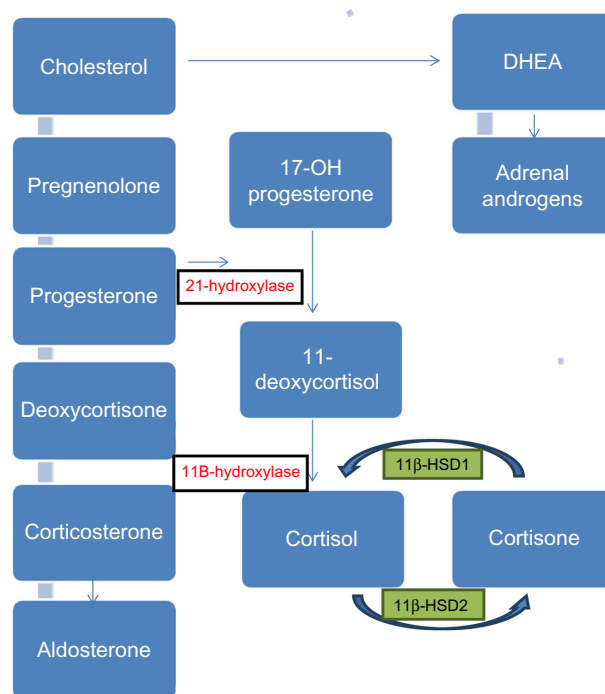 Cholesterol
DHEA
Pregnenolone
17-OH
progesterone
Adrenal
androgens
Progesterone
21-hydroxylase
Deoxycortisone
11-
deoxycortisol
11B-hydroxylase
11β-HSD1
Corticosterone
Cortisol
Cortisone
11β-HSD2
Aldosterone